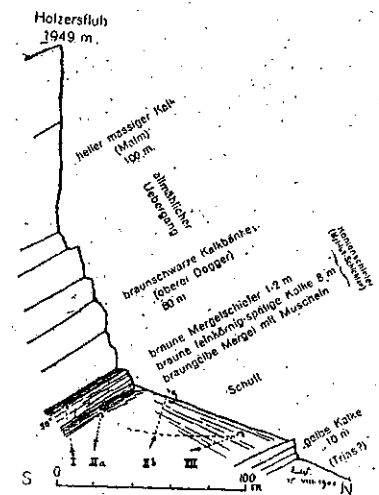 Holzersfluh
1949 m.
heller massiger Kalk
(Malm)
100 m.
allmählicher
Uebergang
braunschwarze Kalkbänke
(oberer Dogger)
80 m
braune Mergelschiefer 1-2 m
braune feinkörnig-spätige Kalke 8 m
braungelbe Mergel mit Muscheln
Schutt
gelbe Kalke
~10 m
(Trias?)
50°
I
IIa
IIb
III
S
0
100
m
N